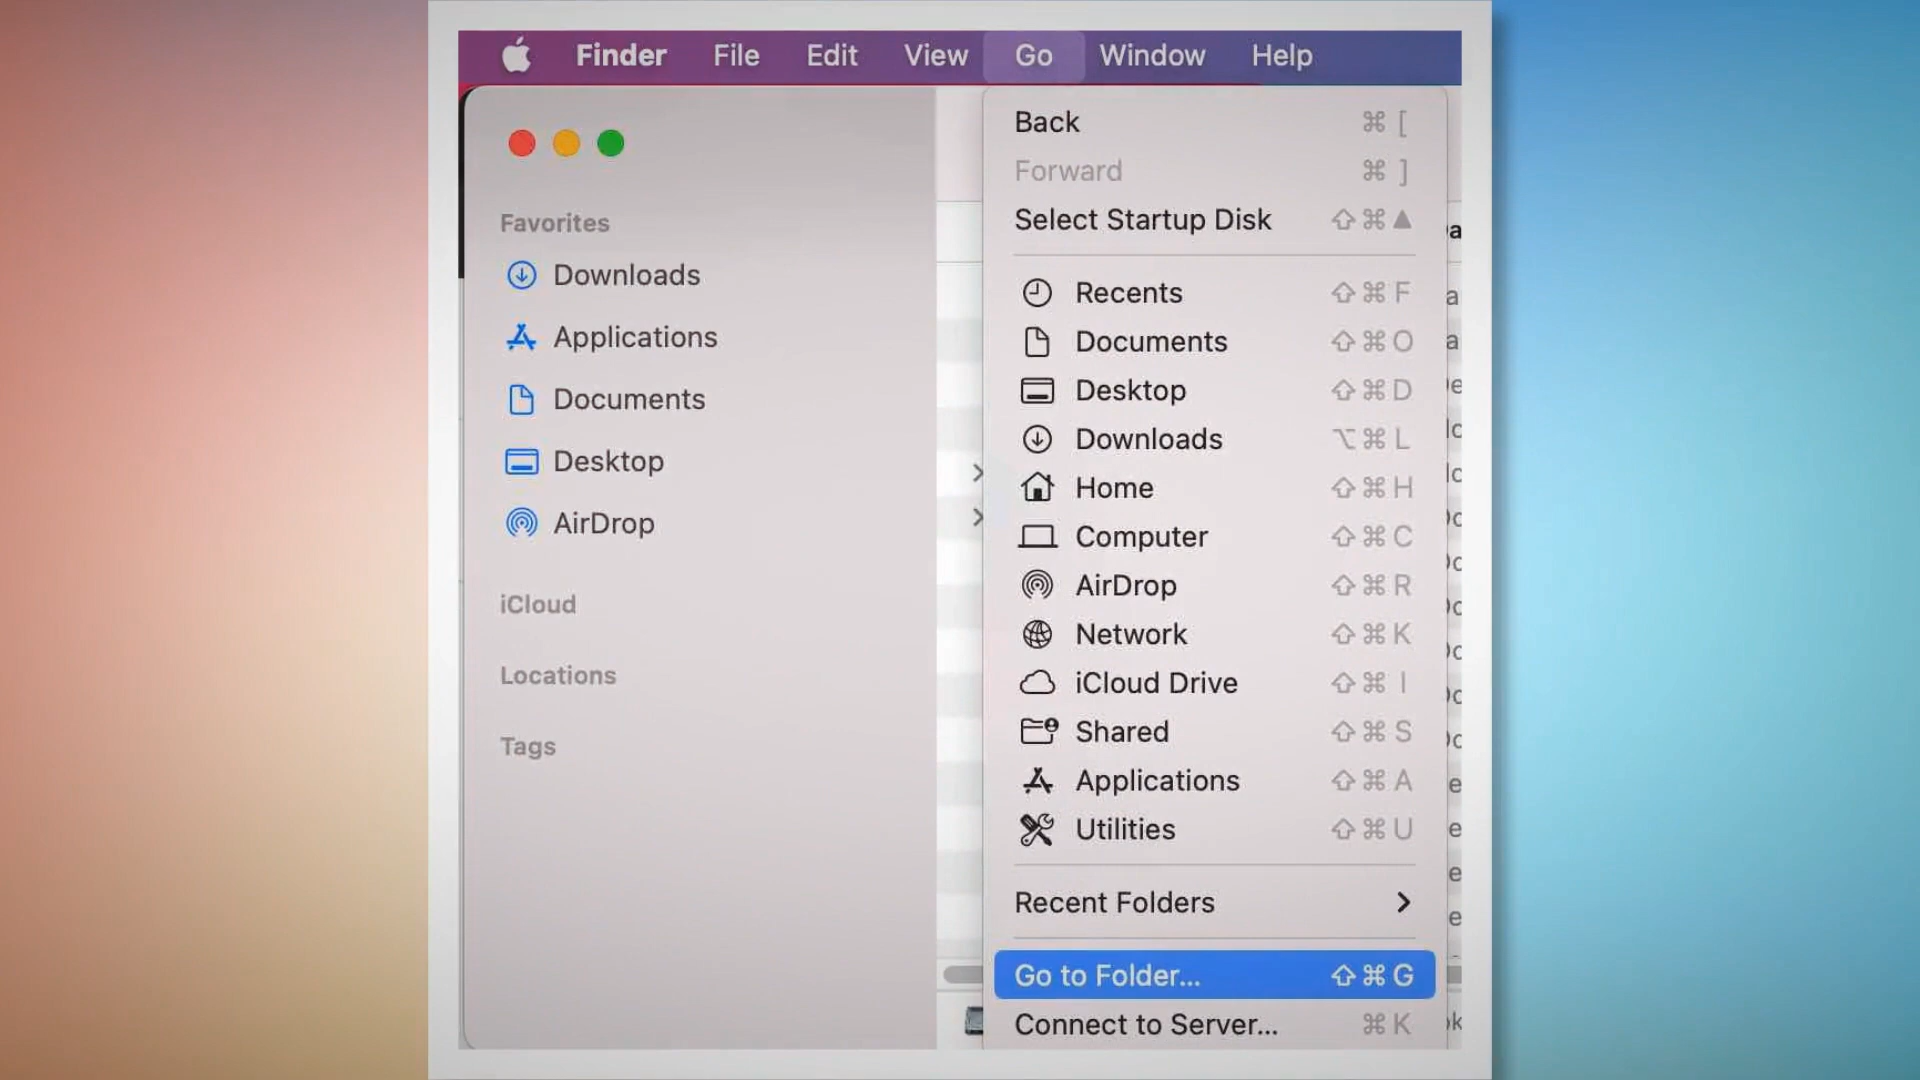 Finder File Edit View Go Window Help
Favorites
Downloads
Applications
Documents
Desktop
AirDrop
iCloud
Locations
Tags
Back ⌘ [
Forward ⌘ ]
Select Startup Disk ⇧ ⌘ ▲
Recents ⇧ ⌘ F
Documents ⇧ ⌘ O
Desktop ⇧ ⌘ D
Downloads ⌥ ⌘ L
Home ⇧ ⌘ H
Computer ⇧ ⌘ C
AirDrop ⇧ ⌘ R
Network ⇧ ⌘ K
iCloud Drive ⇧ ⌘ I
Shared ⇧ ⌘ S
Applications ⇧ ⌘ A
Utilities ⇧ ⌘ U
Recent Folders
Go to Folder... ⇧ ⌘ G
Connect to Server... ⌘ K